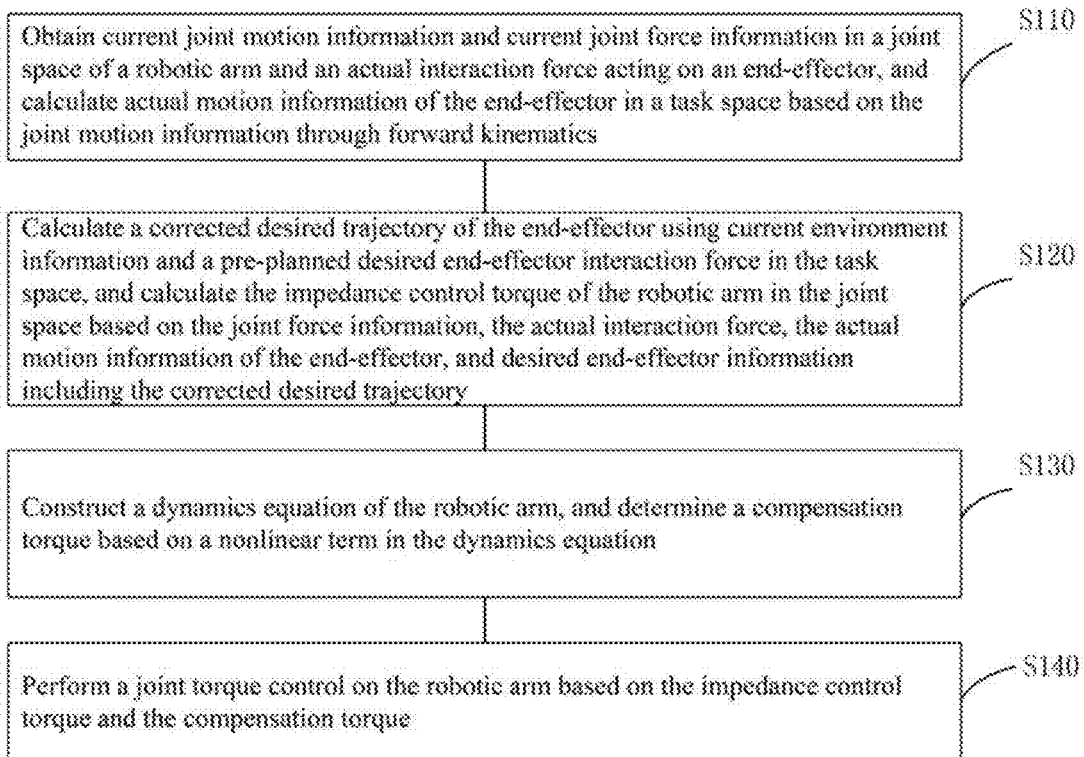 S110
Obtain current joint motion information and current joint force information in a joint
space of a robotic arm and an actual interaction force acting on an end-effector, and
calculate actual motion information of the end-effector in a task space based on the
joint motion information through forward kinematics
S120
Calculate a corrected desired trajectory of the end-effector using current environment
information and a pre-planned desired end-effector interaction force in the task
space, and calculate the impedance control torque of the robotic arm in the joint
space based on the joint force information, the actual interaction force, the actual
motion information of the end-effector, and desired end-effector information
including the corrected desired trajectory
S130
Construct a dynamics equation of the robotic arm, and determine a compensation
torque based on a nonlinear term in the dynamics equation
S140
Perform a joint torque control on the robotic arm based on the impedance control
torque and the compensation torque